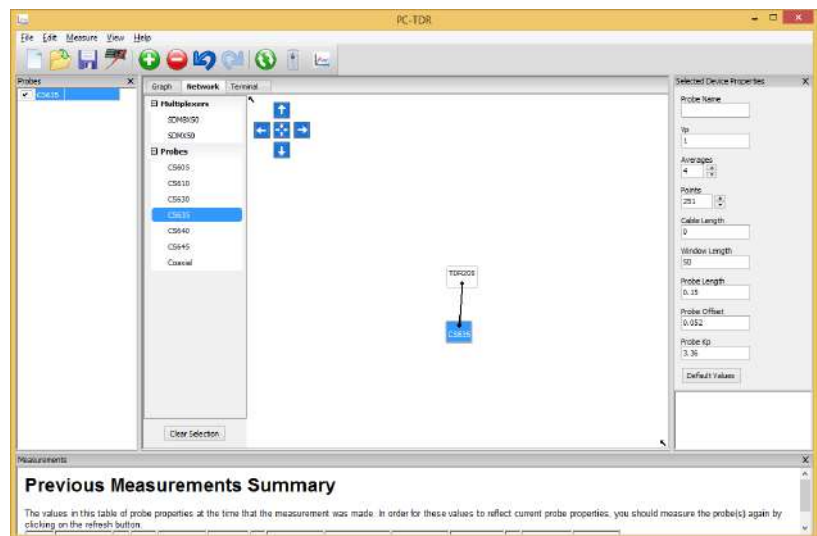 PC-TDR
File Edit Measure View Help
Probes X
CS635
Graph Network Terminal
Multiplexers
SDM8X50
SDMX50
Probes
CS605
CS610
CS630
CS635
CS640
CS645
Coaxial
Clear Selection
TDR200
CS635
Selected Device Properties X
Probe Name
Vp
1
Averages
4
Points
251
Cable Length
0
Window Length
50
Probe Length
0.15
Probe Offset
0.052
Probe Kp
3.36
Default Values
Measurements X
Previous Measurements Summary
The values in this table of probe properties at the time that the measurement was made. In order for these values to reflect current probe properties, you should measure the probe(s) again by
clicking on the refresh button.